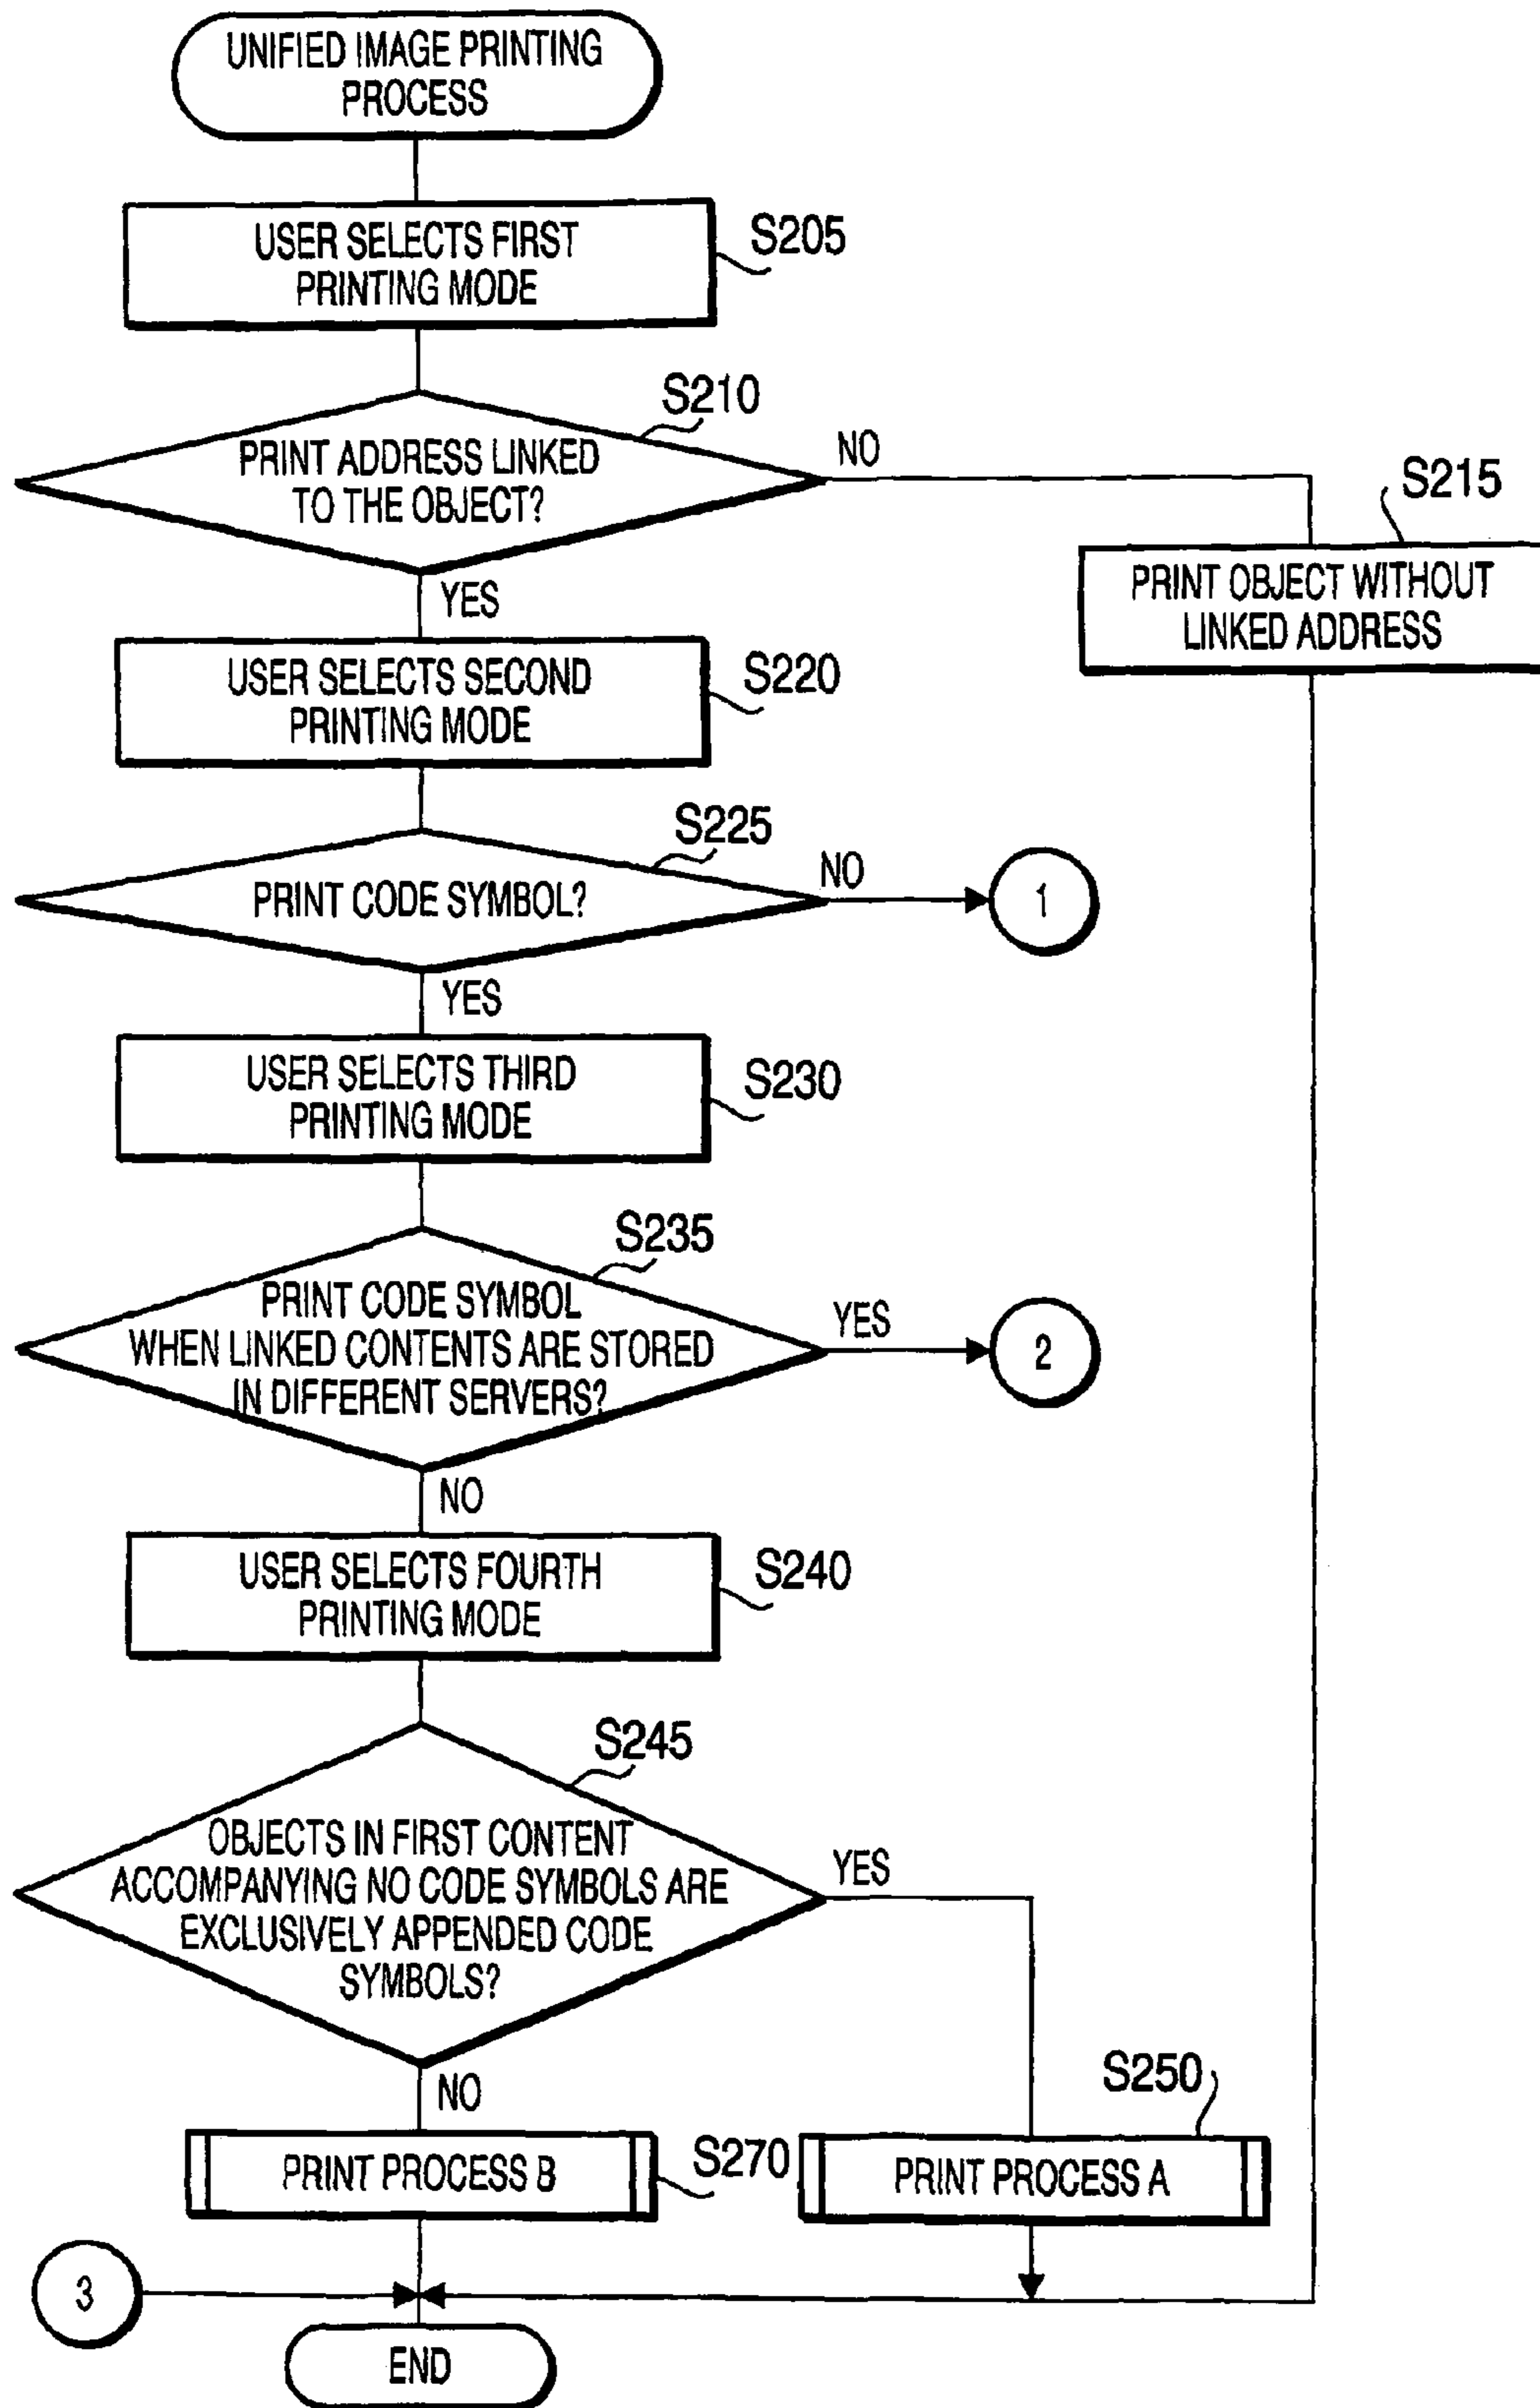 UNIFIED IMAGE PRINTING
PROCESS
USER SELECTS FIRST
PRINTING MODE
S205
S210
PRINT ADDRESS LINKED
TO THE OBJECT?
NO
S215
PRINT OBJECT WITHOUT
LINKED ADDRESS
YES
USER SELECTS SECOND
PRINTING MODE
S220
S225
PRINT CODE SYMBOL?
NO
1
YES
USER SELECTS THIRD
PRINTING MODE
S230
S235
PRINT CODE SYMBOL
WHEN LINKED CONTENTS ARE STORED
IN DIFFERENT SERVERS?
YES
2
NO
USER SELECTS FOURTH
PRINTING MODE
S240
S245
OBJECTS IN FIRST CONTENT
ACCOMPANYING NO CODE SYMBOLS ARE
EXCLUSIVELY APPENDED CODE
SYMBOLS?
YES
NO
S250
PRINT PROCESS B
S270
PRINT PROCESS A
3
END